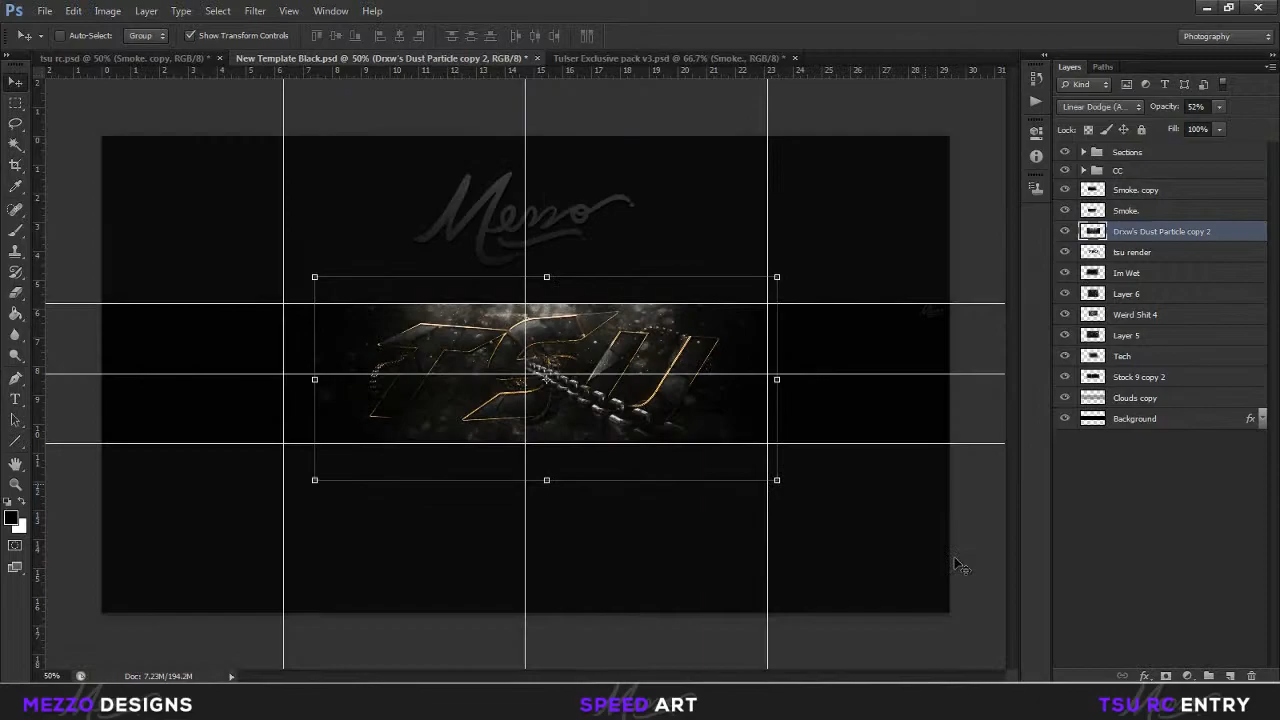 Ps File Edit Image Layer Type Select Filter View Window Help
Auto-Select: Group Show Transform Controls Photography
tsu rc.psd @ 50% (Smoke. copy, RGB/8) * × New Template Black.psd @ 50% (Drxw's Dust Particle copy 2, RGB/8) * × Tulser Exclusive pack v3.psd @ 66.7% (Smoke., RGB/8) * ×
Layers Paths
Kind
Linear Dodge (A... Opacity: 52%
Lock: Fill: 100%
Sections
CC
Smoke. copy
Smoke.
Drxw's Dust Particle copy 2
tsu render
Im Wet
Layer 6
Weird Shit 4
Layer 5
Tech
Stock 9 copy 2
Clouds copy
Background fx
Mezzo
TSU
50% Doc: 7.23M/194.2M
MEZZO DESIGNS SPEED ART TSU RC ENTRY